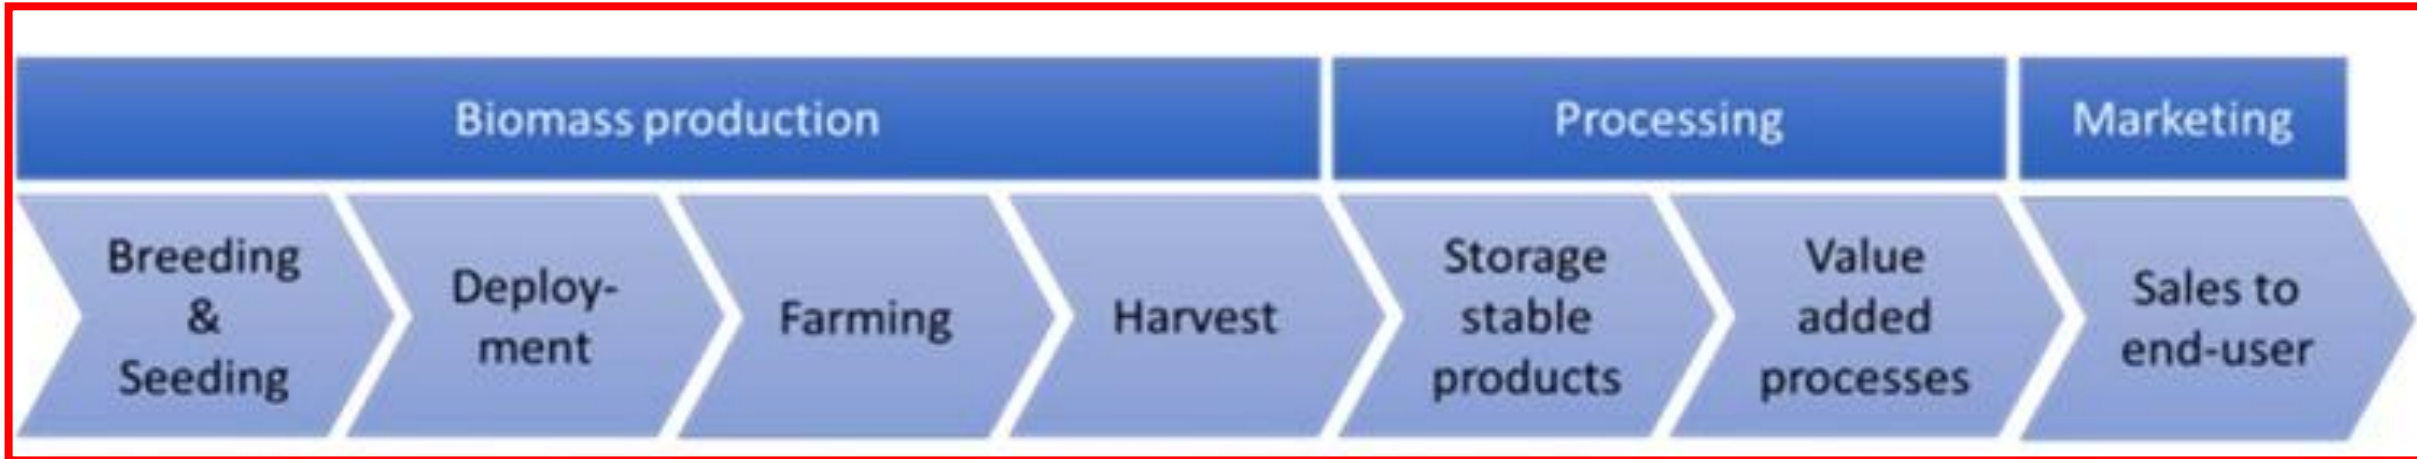 Biomass production
Processing
Marketing
Breeding
&
Seeding
Deploy-
ment
Farming
Harvest
Storage
stable
products
Value
added
processes
Sales to
end-user